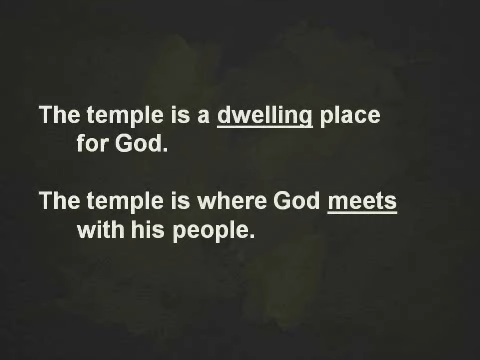 The temple is a dwelling place
for God.
The temple is where God meets
with his people.